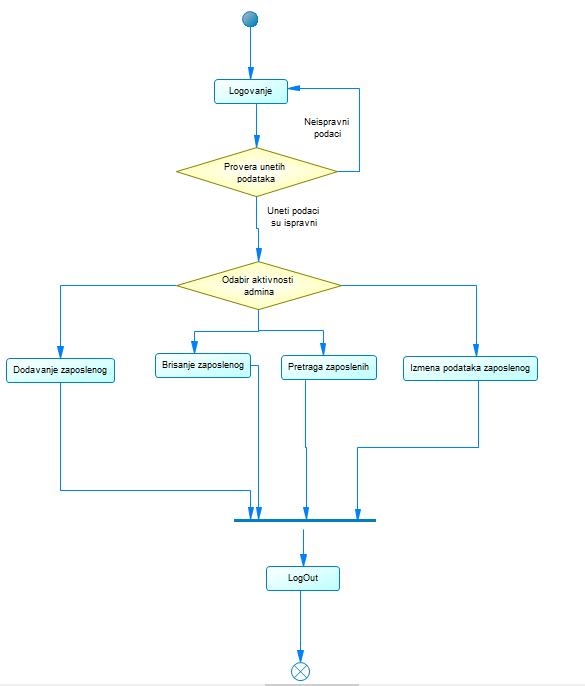 Logovanje
Neispravni
podaci
Provera unetih
podataka
Uneti podaci
su ispravni
Odabir aktivnosti
admina
Dodavanje zaposlenog
Brisanje zaposlenog
Pretraga zaposlenih
Izmena podataka zaposlenog
LogOut